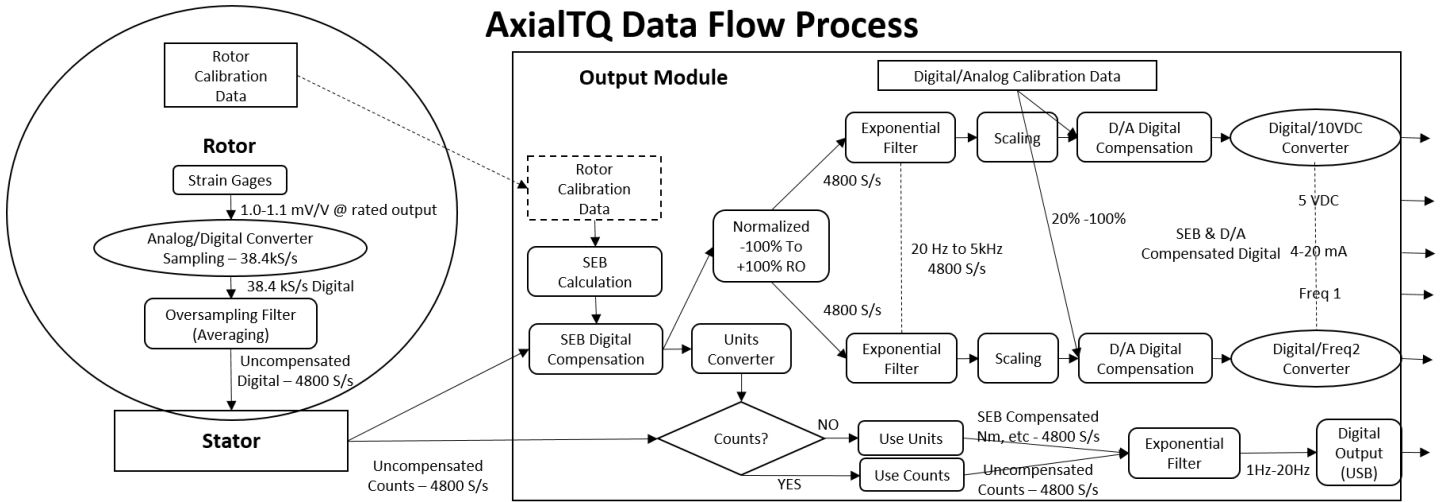 AxialTQ Data Flow Process
Rotor
Calibration
Data
Rotor
Strain Gages
1.0-1.1 mV/V @ rated output
Analog/Digital Converter
Sampling – 38.4kS/s
38.4 kS/s Digital
Oversampling Filter
(Averaging)
Uncompensated
Digital – 4800 S/s
Stator
Uncompensated
Counts – 4800 S/s
Output Module
Digital/Analog Calibration Data
Rotor
Calibration
Data
SEB
Calculation
SEB Digital
Compensation
Normalized
-100% To
+100% RO
Units
Converter
4800 S/s
4800 S/s
Exponential
Filter
Scaling
D/A Digital
Compensation
Digital/10VDC
Converter
20 Hz to 5kHz
4800 S/s
20% -100%
SEB & D/A
Compensated Digital
5 VDC
4-20 mA
Freq 1
Exponential
Filter
Scaling
D/A Digital
Compensation
Digital/Freq2
Converter
Counts?
NO
YES
Use Units
Use Counts
SEB Compensated
Nm, etc - 4800 S/s
Uncompensated
Counts – 4800 S/s
Exponential
Filter
1Hz-20Hz
Digital
Output
(USB)